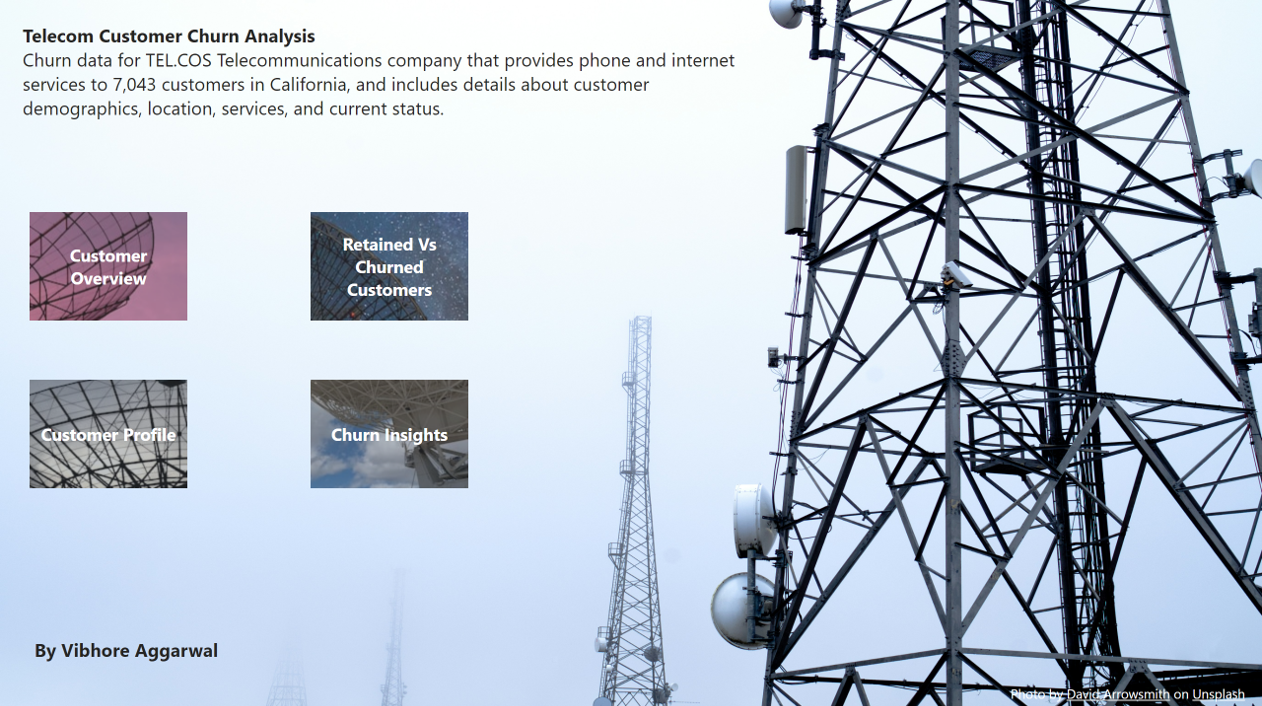 Telecom Customer Churn Analysis
Churn data for TEL.COS Telecommunications company that provides phone and internet
services to 7,043 customers in California, and includes details about customer
demographics, location, services, and current status.
Customer
Overview
Retained Vs
Churned
Customers
Customer Profile
Churn Insights
By Vibhore Aggarwal
Photo by David Arrowsmith on Unsplash